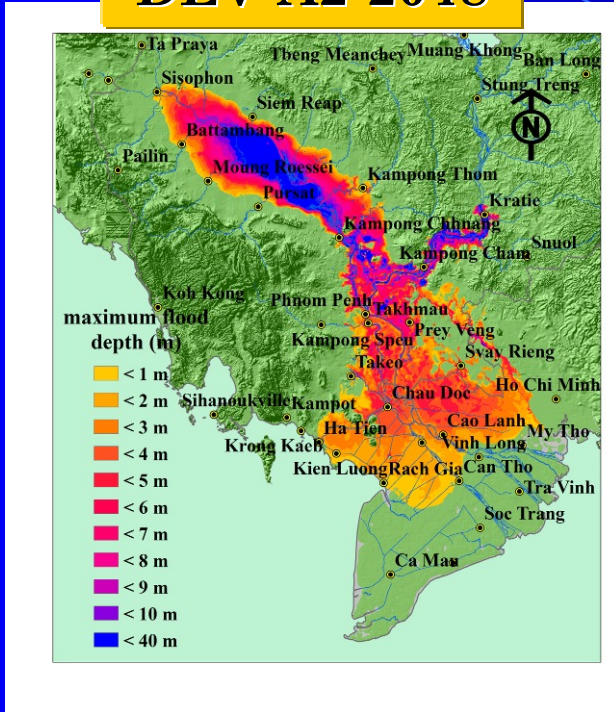 DEV-A2 2048
Ta Praya
Tbeng Meanchey
Muang Khong
Ban Long
Sisophon
Stung Treng
Siem Reap
N
Battambang
Pailin
Moung Ruessei
Kampong Thom
Pursat
Kratie
Kampong Chhnang
Snuol
Kampong Cham
Koh Kong
Phnom Penh
Takhmau
maximum flood
depth (m)
Prey Veng
Kampong Speu
Svay Rieng
Takeo
< 1 m
Chau Doc
Ho Chi Minh
< 2 m
Sihanoukville
Kampot
Cao Lanh
My Tho
< 3 m
Ha Tien
Vinh Long
Krong Kaeb
< 4 m
Kien Luong
Rach Gia
Can Tho
< 5 m
Tra Vinh
< 6 m
Soc Trang
< 7 m
< 8 m
Ca Mau
< 9 m
< 10 m
< 40 m